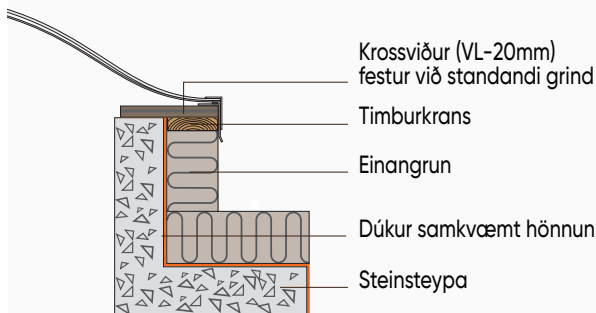 Krossviður (VL-20mm)
festur við standandi grind
Timburkrans
Einangrun
Dúkur samkvæmt hönnun
Steinsteypa